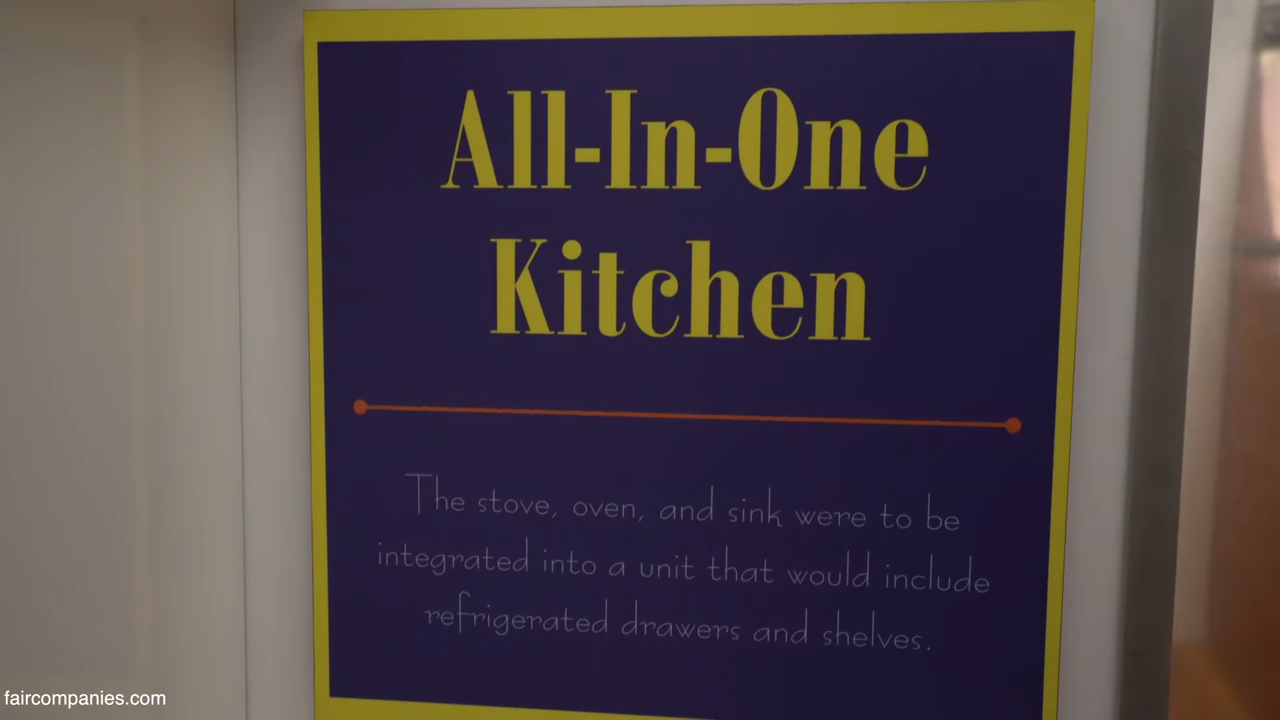 All-In-One
Kitchen
The stove, oven, and sink were to be
integrated into a unit that would include
refrigerated drawers and shelves.
faircompanies.com